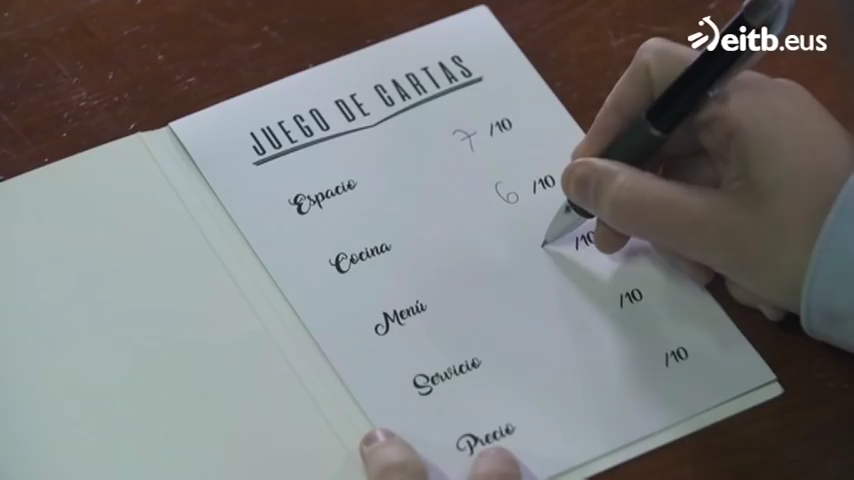 eitb.eus
JUEGO DE CARTAS
Espacio 7 /10
Cocina 6 /10
Menú /10
Servicio /10
Precio /10